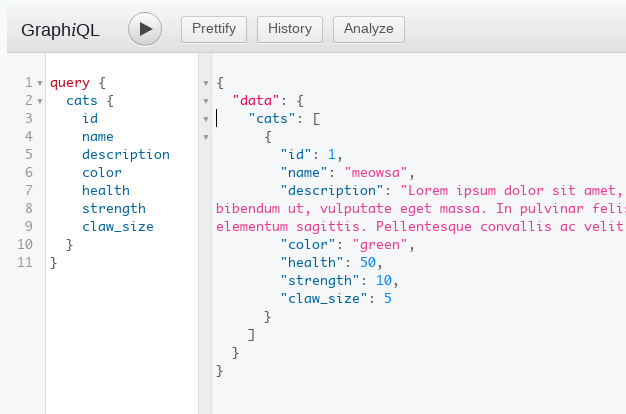 GraphiQL Prettify History Analyze
1 query {
2 cats {
3 id
4 name
5 description
6 color
7 health
8 strength
9 claw_size
10 }
11 }
{
"data": {
"cats": [
{
"id": 1,
"name": "meowsa",
"description": "Lorem ipsum dolor sit amet,
bibendum ut, vulputate eget massa. In pulvinar felis
elementum sagittis. Pellentesque convallis ac velit
"color": "green",
"health": 50,
"strength": 10,
"claw_size": 5
}
]
}
}